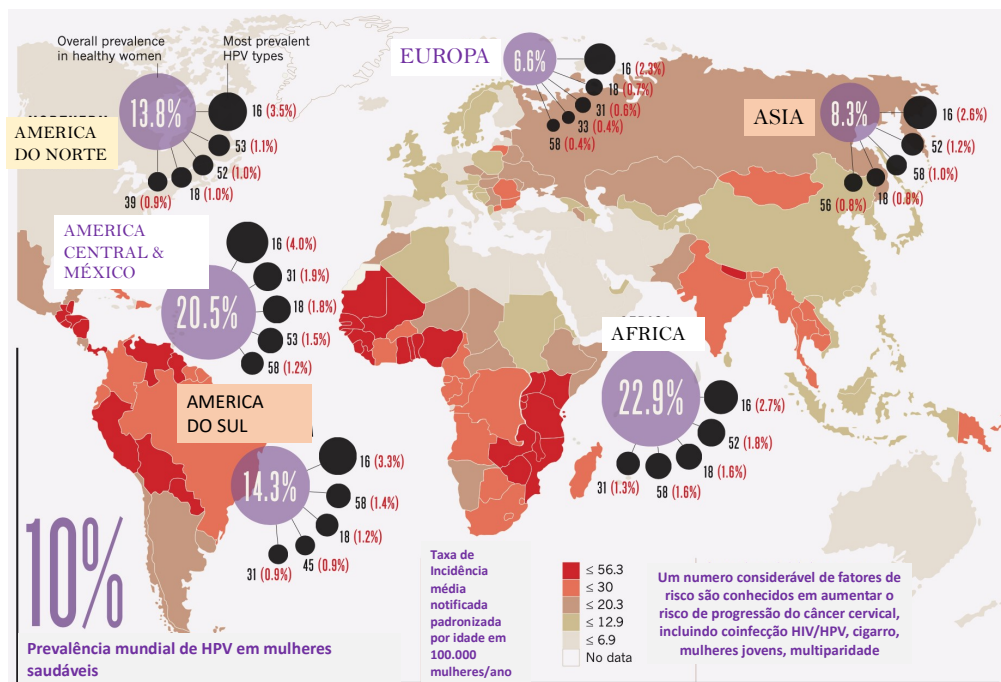 Overall prevalence
in healthy women
Most prevalent
HPV types
13.8%
16 (3.5%)
53 (1.1%)
52 (1.0%)
18 (1.0%)
39 (0.9%)
AMERICA
DO NORTE
EUROPA
6.6%
16 (2.3%)
18 (0.7%)
31 (0.6%)
33 (0.4%)
58 (0.4%)
ASIA
8.3%
16 (2.6%)
52 (1.2%)
58 (1.0%)
18 (0.8%)
56 (0.8%)
AMERICA
CENTRAL &
MÉXICO
20.5%
16 (4.0%)
31 (1.9%)
18 (1.8%)
53 (1.5%)
58 (1.2%)
AFRICA
22.9%
16 (2.7%)
52 (1.8%)
18 (1.6%)
58 (1.6%)
31 (1.3%)
AMERICA
DO SUL
14.3%
16 (3.3%)
58 (1.4%)
18 (1.2%)
45 (0.9%)
31 (0.9%)
10%
Prevalência mundial de HPV em mulheres
saudáveis
Taxa de
Incidência
média
notificada
padronizada
por idade em
100.000
mulheres/ano
≤ 56.3
≤ 30
≤ 20.3
≤ 12.9
≤ 6.9
No data
Um numero considerável de fatores de
risco são conhecidos em aumentar o
risco de progressão do câncer cervical,
incluindo coinfecção HIV/HPV, cigarro,
mulheres jovens, multiparidade